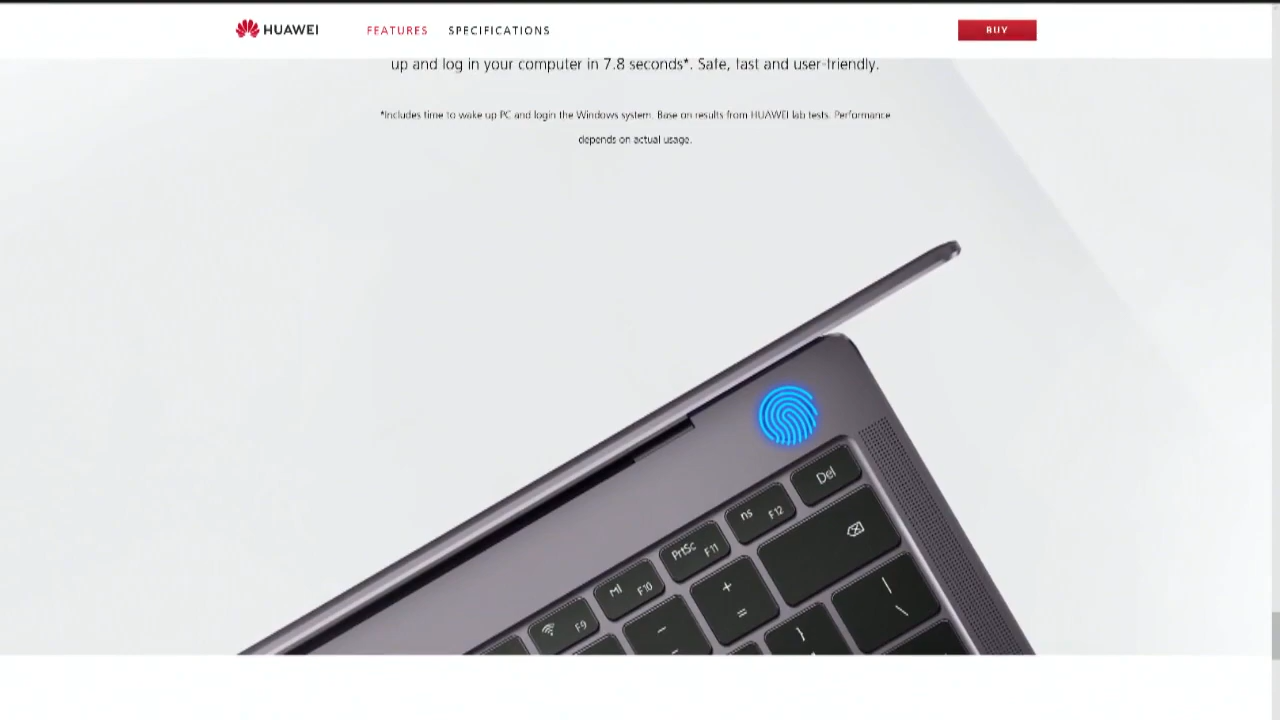 HUAWEI
FEATURES
SPECIFICATIONS
BUY
up and log in your computer in 7.8 seconds*. Safe, fast and user-friendly.
*Includes time to wake up PC and login the Windows system. Base on results from HUAWEI lab tests. Performance
depends on actual usage.
Del
ns F12
PrtSc F11
MI F10
F9
+
=
|
\
}
-